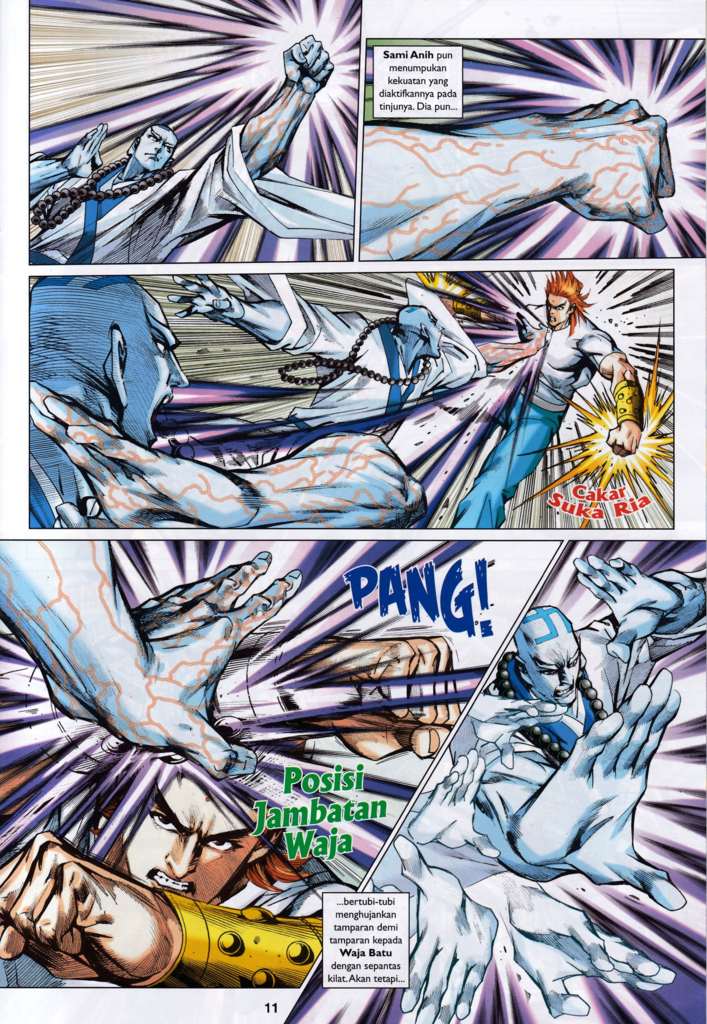 Sami Anih pun
menumpukan
kekuatan yang
diaktifkannya pada
tinjunya. Dia pun...
Cakar
Suka Ria
PANG!
Posisi
Jambatan
Waja
...bertubi-tubi
menghujankan
tamparan demi
tamparan kepada
Waja Batu
dengan sepantas
kilat. Akan tetapi...
11